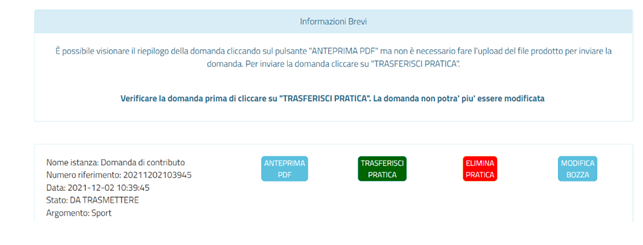 Informazioni Brevi
È possibile visionare il riepilogo della domanda cliccando sul pulsante "ANTEPRIMA PDF" ma non è necessario fare l'upload del file prodotto per inviare la
domanda. Per inviare la domanda cliccare su "TRASFERISCI PRATICA".
Verificare la domanda prima di cliccare su "TRASFERISCI PRATICA". La domanda non potra' piu' essere modificata
Nome istanza: Domanda di contributo
Numero riferimento: 20211202103945
Data: 2021-12-02 10:39:45
Stato: DA TRASMETTERE
Argomento: Sport
ANTEPRIMA
PDF
TRASFERISCI
PRATICA
ELIMINA
PRATICA
MODIFICA
BOZZA